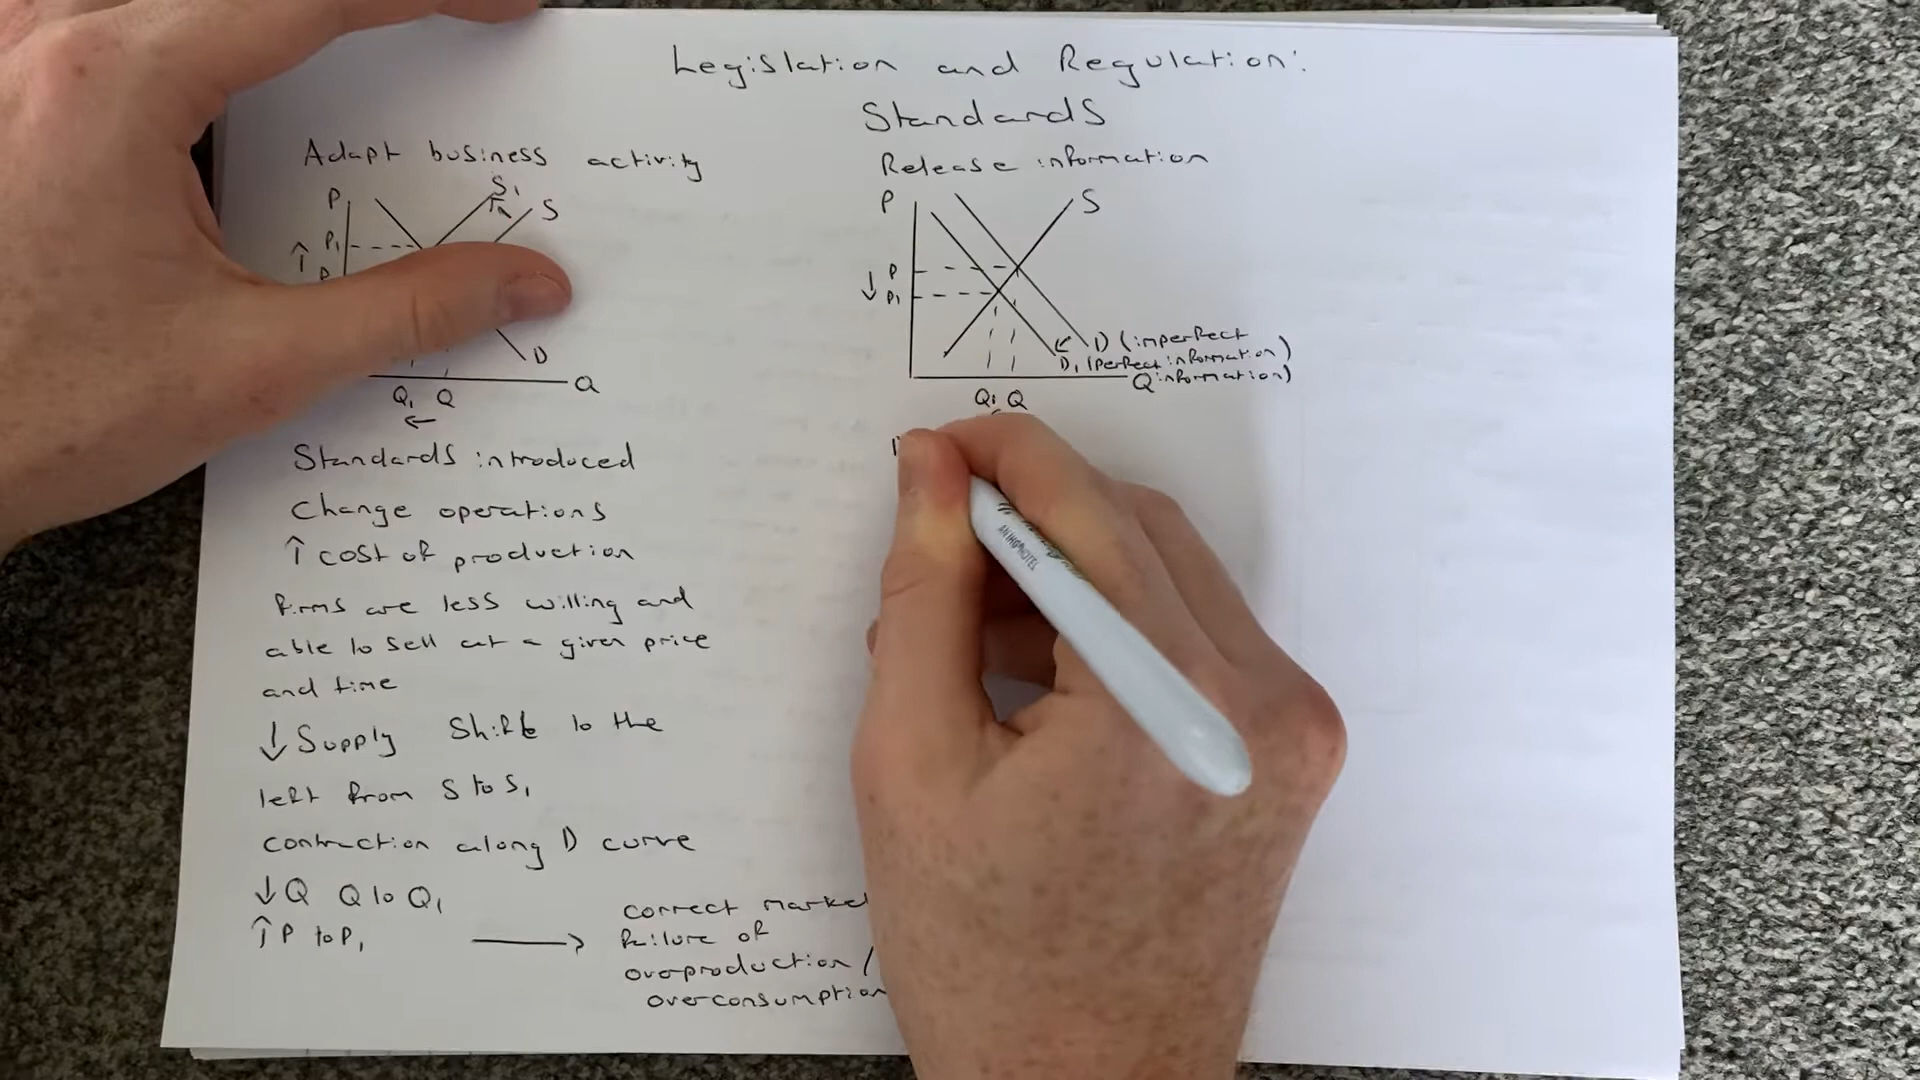 Legislation and Regulation:
Standards
Adapt business activity
P
S1
S
P1
P
D
Q1 Q
Q
Standards introduced
Change operations
↑ cost of production
firms are less willing and
able to sell at a given price
and time
↓ Supply Shift to the
left from S to S1
contraction along D curve
↓ Q Q to Q1
↑ P to P1
correct market
failure of
overproduction /
overconsumption
Release information
P
S
P
P1
D (imperfect
information)
D1 (perfect information)
Q
Q1 Q
AN IHG HOTEL